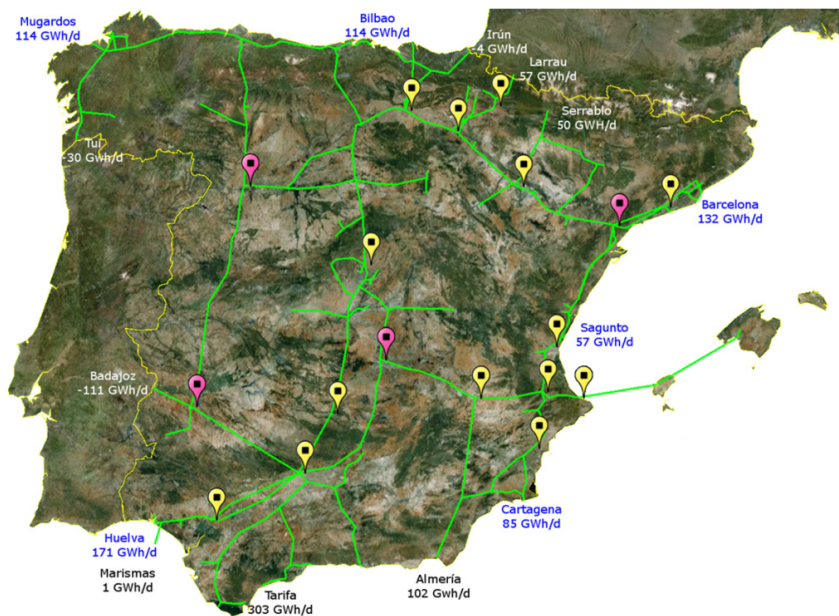 Mugardos
114 GWh/d
Bilbao
114 GWh/d
Irún
-4 GWh/d
Larrau
57 GWh/d
Serrablo
50 GWH/d
Tui
-30 Gwh/d
Barcelona
132 GWh/d
Sagunto
57 GWh/d
Badajoz
-111 GWh/d
Cartagena
85 GWh/d
Huelva
171 GWh/d
Marismas
1 GWh/d
Tarifa
303 GWh/d
Almería
102 GWh/d